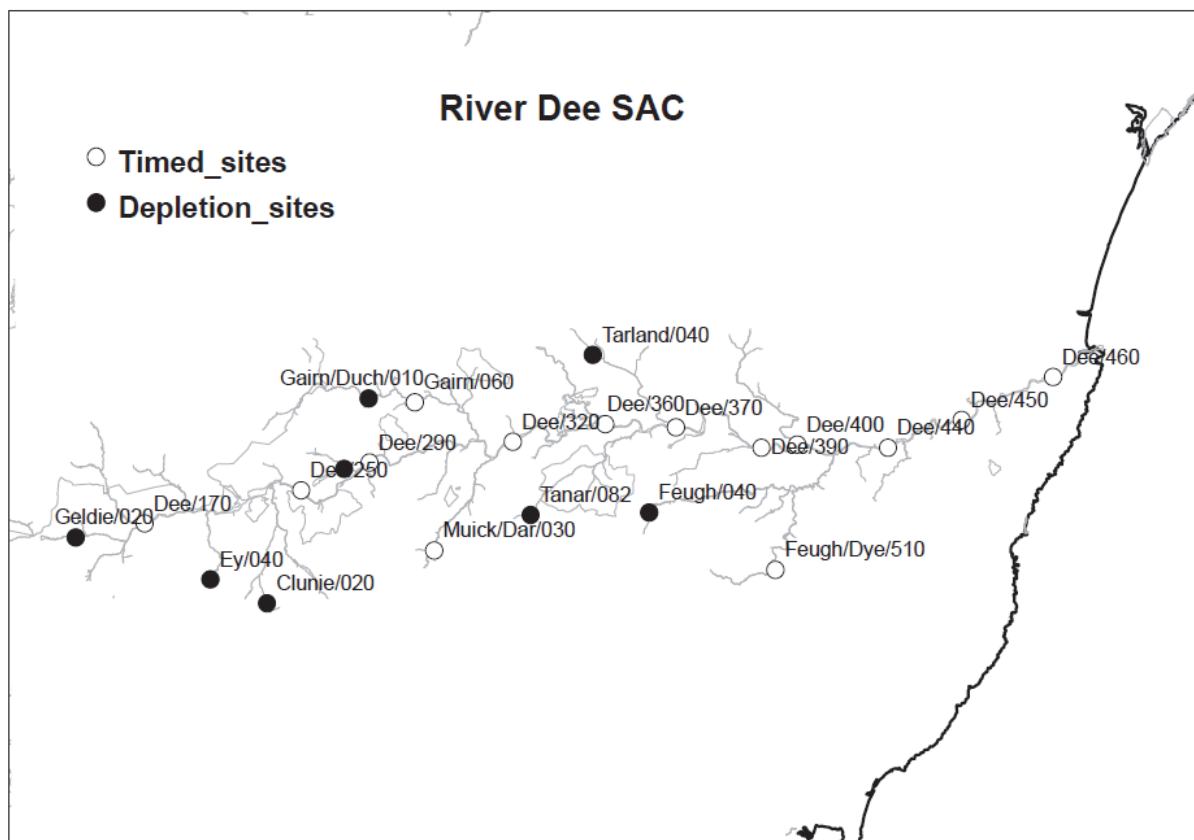 River Dee SAC
Timed_sites
Depletion_sites
Tarland/040
Dee/460
Gairn/Duch/010
Gairn/060
Dee/360
Dee/370
Dee/450
Dee/320
Dee/400
Dee/440
Dee/290
Dee/390
Dee/250
Tanar/082
Feugh/040
Dee/170
Geldie/020
Muick/Dar/030
Feugh/Dye/510
Ey/040
Clunie/020